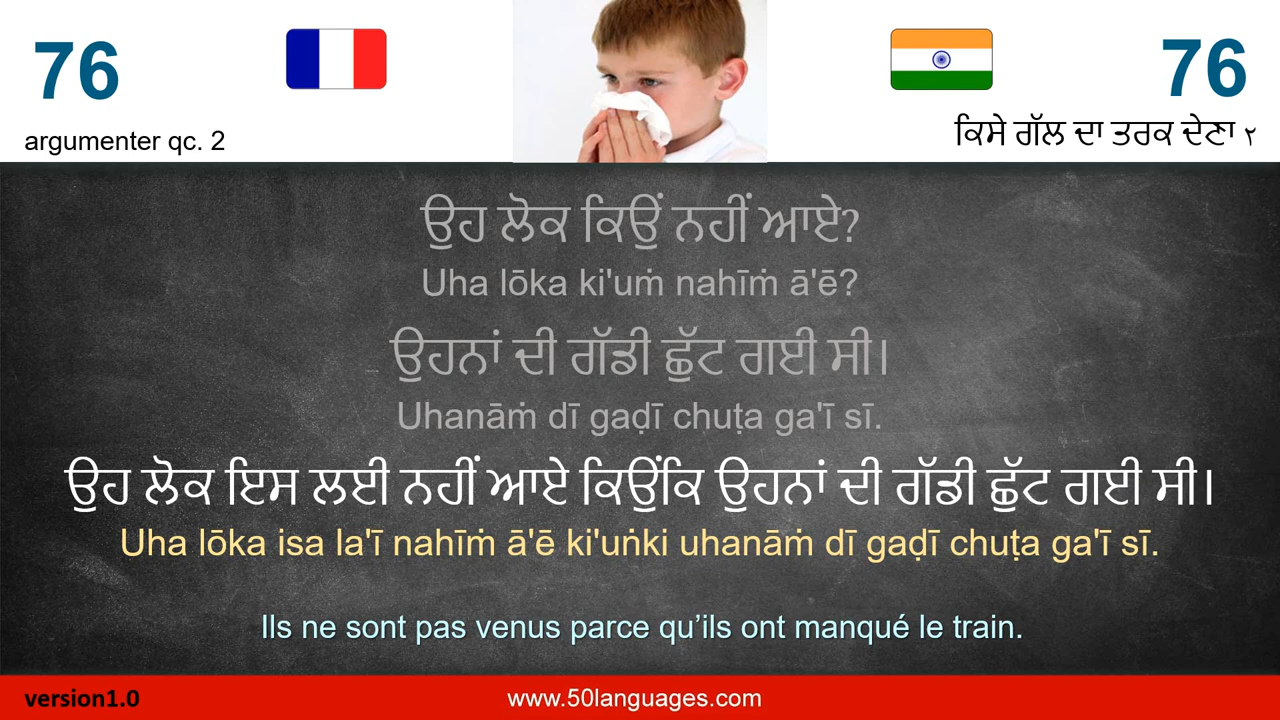 76
76
argumenter qc. 2
ਕਿਸੇ ਗੱਲ ਦਾ ਤਰਕ ਦੇਣਾ ੨
ਉਹ ਲੋਕ ਕਿਉਂ ਨਹੀਂ ਆਏ?
Uha lōka ki'uṁ nahīṁ ā'ē?
ਉਹਨਾਂ ਦੀ ਗੱਡੀ ਛੁੱਟ ਗਈ ਸੀ।
Uhanāṁ dī gaḍī chuṭa ga'ī sī.
ਉਹ ਲੋਕ ਇਸ ਲਈ ਨਹੀਂ ਆਏ ਕਿਉਂਕਿ ਉਹਨਾਂ ਦੀ ਗੱਡੀ ਛੁੱਟ ਗਈ ਸੀ।
Uha lōka isa la'ī nahīṁ ā'ē ki'uṅki uhanāṁ dī gaḍī chuṭa ga'ī sī.
Ils ne sont pas venus parce qu’ils ont manqué le train.
version1.0
www.50languages.com